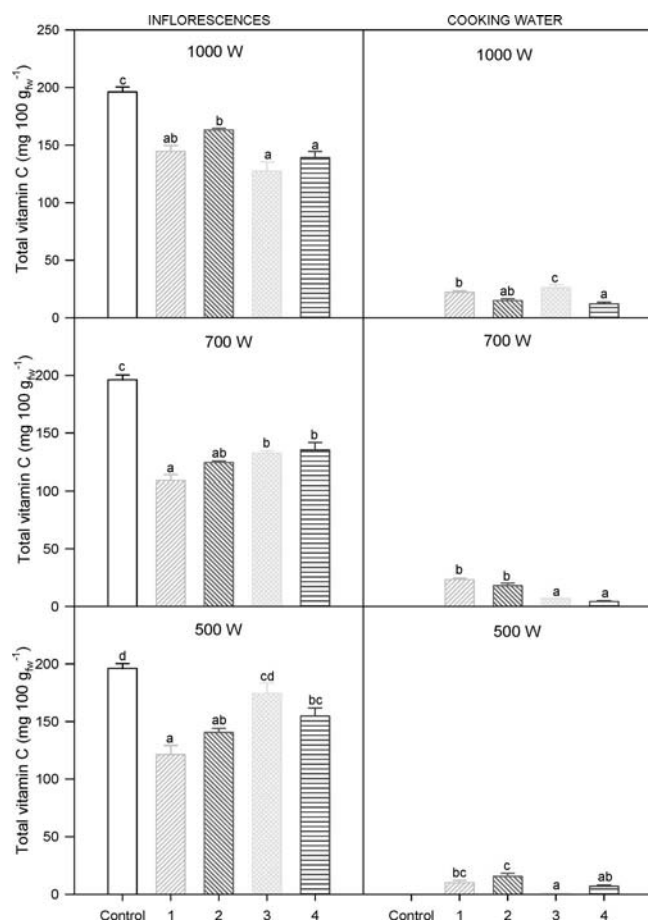 INFLORESCENCES COOKING WATER
250
1000 W 1000 W
200
150
100
50
0
Total vitamin C (mg 100 g_fw⁻¹)
c ab b a a
b ab c a
700 W 700 W
200
150
100
50
0
Total vitamin C (mg 100 g_fw⁻¹)
c a ab b b
b b a a
500 W 500 W
200
150
100
50
0
Total vitamin C (mg 100 g_fw⁻¹)
d a ab cd bc
bc c a ab
Control 1 2 3 4 Control 1 2 3 4